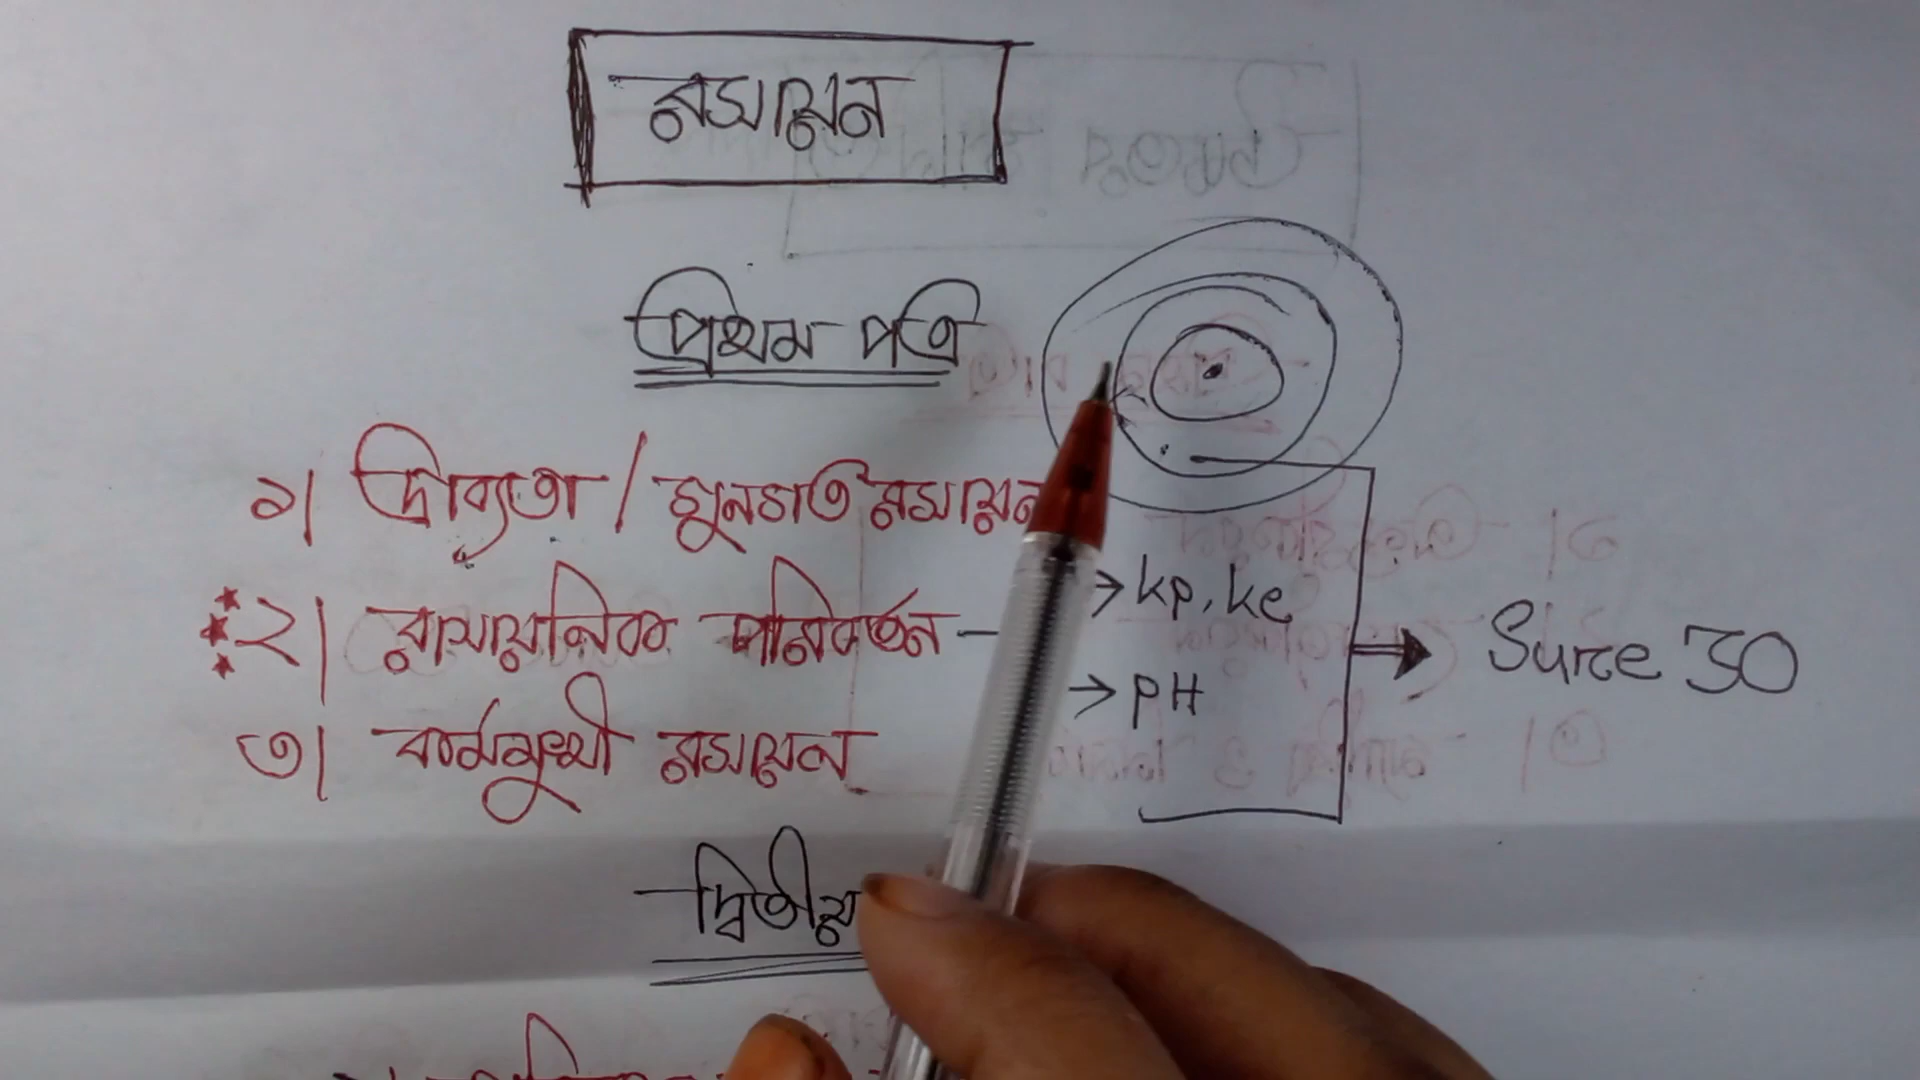 রসায়ন
প্রথম পত্র
১| দ্রাব্যতা / গুনগত রসায়ন
২| রাসায়নিক পরিবর্তন → kp, kc
→ pH
⇒ Sure 30
৩| কর্মমুখী রসায়ন
দ্বিতীয়